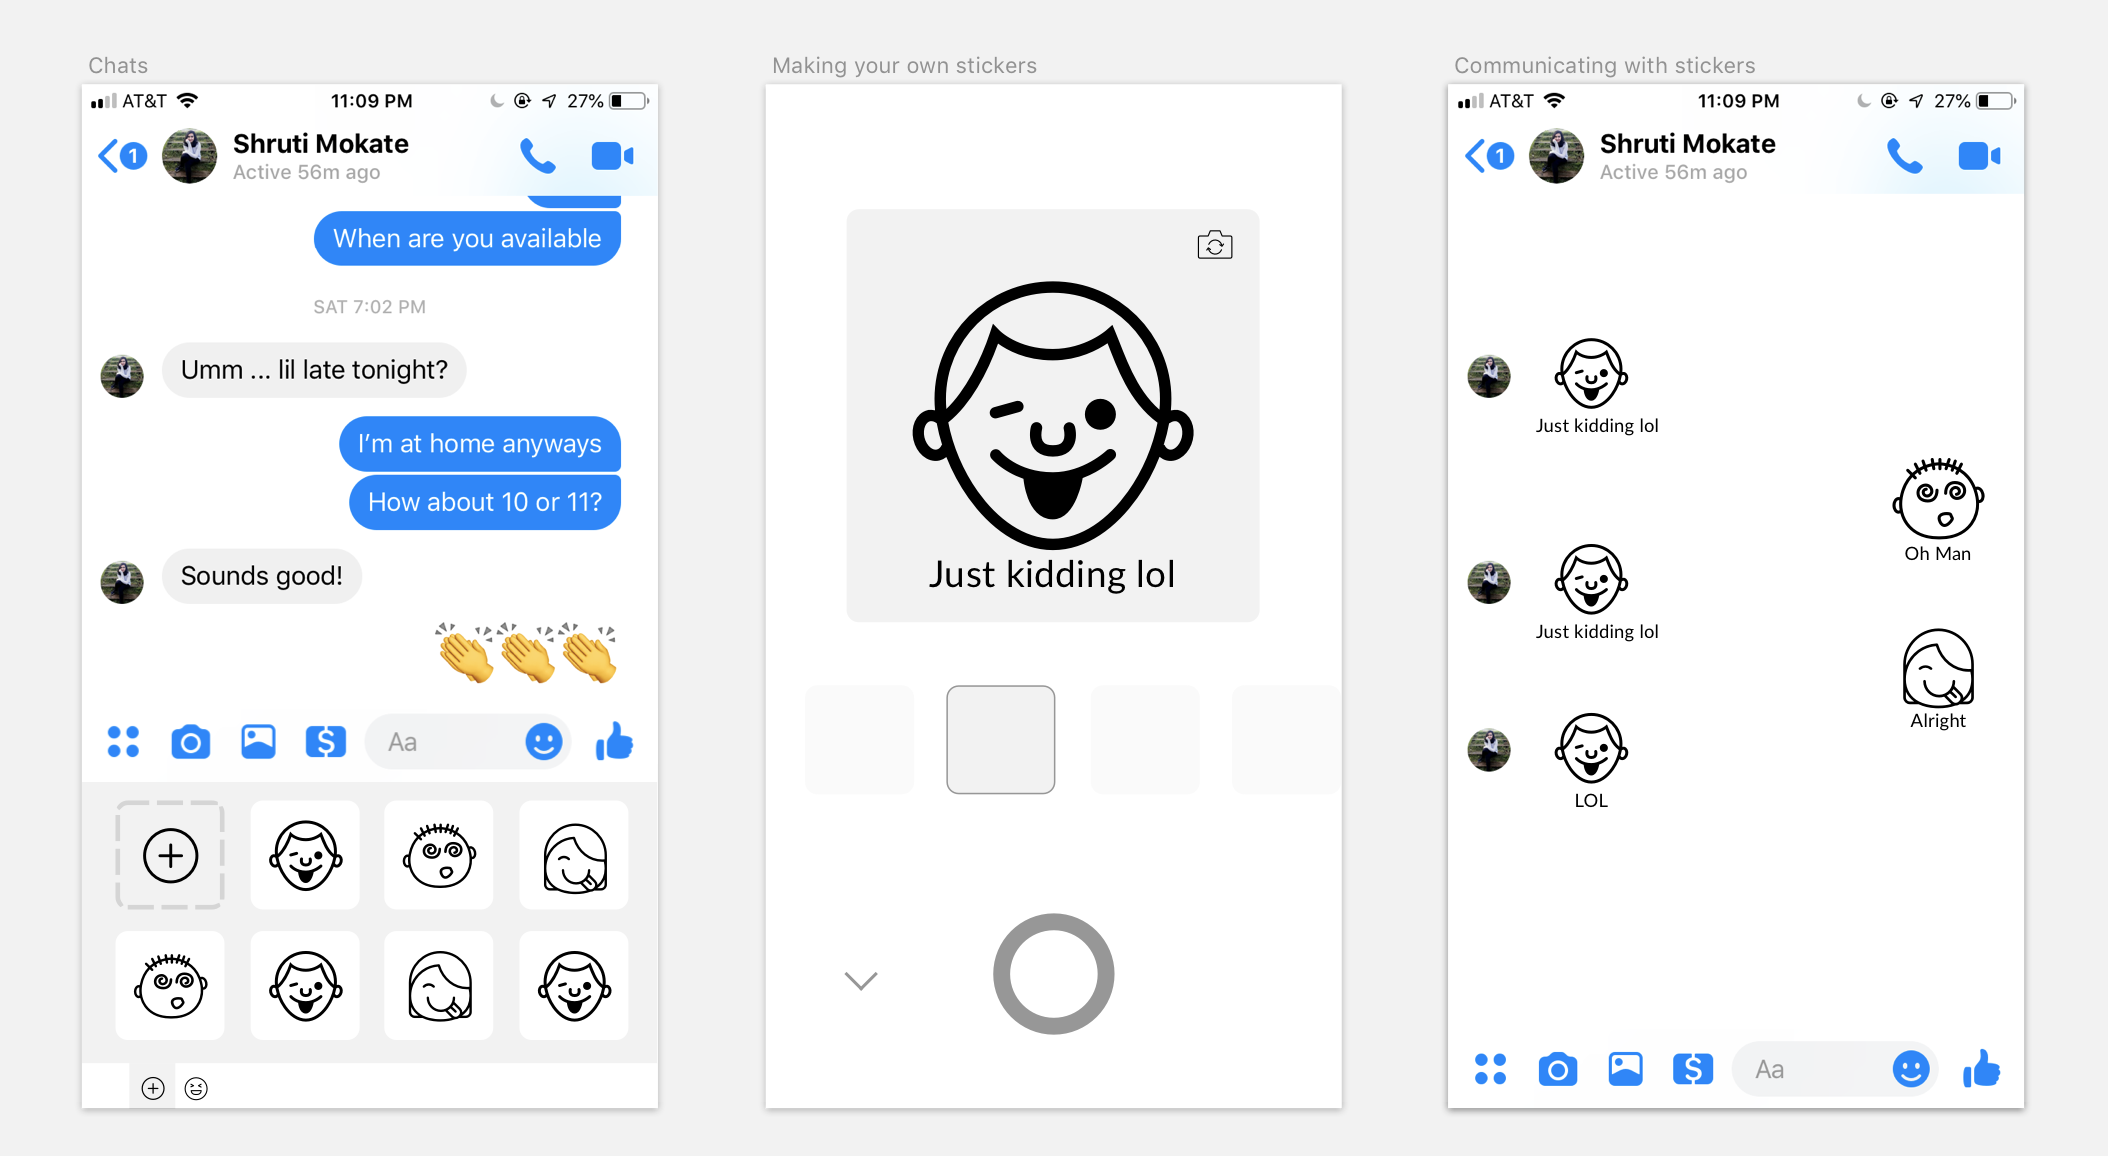 Chats
AT&T 11:09 PM 27%
1 Shruti Mokate
Active 56m ago
When are you available
SAT 7:02 PM
Umm ... lil late tonight?
I’m at home anyways
How about 10 or 11?
Sounds good!
$ Aa
Making your own stickers
Just kidding lol
Communicating with stickers
AT&T 11:09 PM 27%
1 Shruti Mokate
Active 56m ago
Just kidding lol
Oh Man
Just kidding lol
Alright
LOL
$ Aa